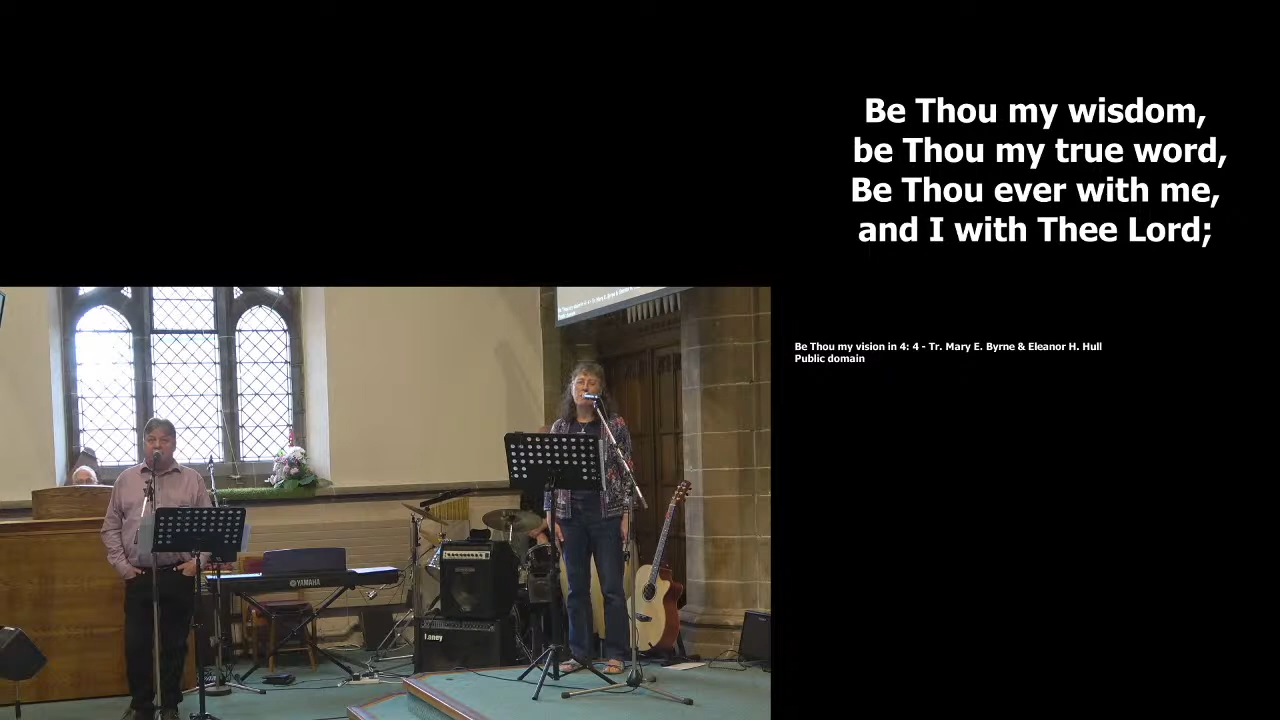 Be Thou my wisdom,
be Thou my true word,
Be Thou ever with me,
and I with Thee Lord;
Be Thou my vision in 4: 4 - Tr. Mary E. Byrne & Eleanor H. Hull
Public domain
YAMAHA
Laney